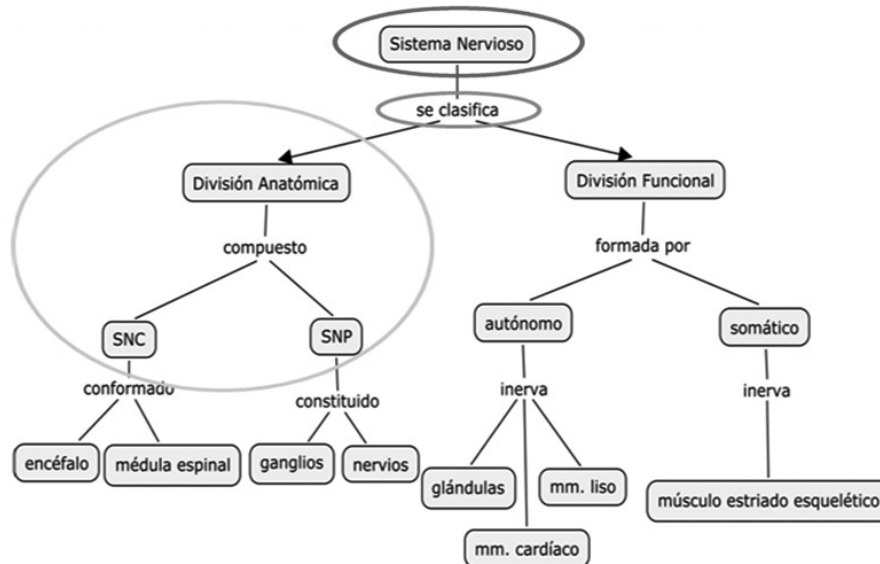 Sistema Nervioso
se clasifica
División Anatómica
División Funcional
compuesto
formada por
SNC
SNP
autónomo
somático
conformado
constituido
inerva
inerva
encéfalo
médula espinal
ganglios
nervios
glándulas
mm. liso
músculo estriado esquelético
mm. cardíaco